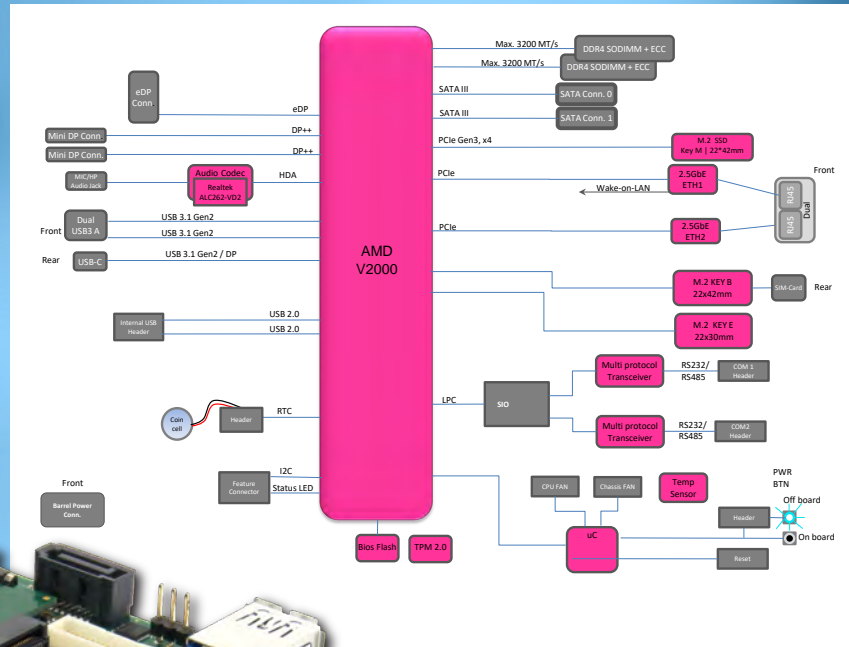 Max. 3200 MT/s
DDR4 SODIMM + ECC
Max. 3200 MT/s
DDR4 SODIMM + ECC
eDP
Conn.
SATA III
SATA Conn. 0
eDP
SATA III
SATA Conn. 1
Mini DP Conn
DP++
PCIe Gen3, x4
M.2 SSD
Key M | 22*42mm
Mini DP Conn.
DP++
MIC/HP
Audio Jack
Audio Codec
Realtek
ALC262-VD2
HDA
PCIe
2.5GbE
ETH1
Front
Wake-on-LAN
RJ45
RJ45
Dual
Front
Dual
USB3 A
USB 3.1 Gen2
USB 3.1 Gen2
PCIe
2.5GbE
ETH2
Rear
USB-C
USB 3.1 Gen2 / DP
AMD
V2000
M.2 KEY B
22x42mm
SIM-Card
Rear
M.2 KEY E
22x30mm
Internal USB
Header
USB 2.0
USB 2.0
Multi protocol
Transceiver
RS232/
RS485
COM 1
Header
LPC
SIO
Coin
cell
Header
RTC
Multi protocol
Transceiver
RS232/
RS485
COM2
Header
Feature
Connector
I2C
Status LED
CPU FAN
Chassis FAN
Temp
Sensor
PWR
BTN
Off board
Front
Barrel Power
Conn.
Header
On board
uC
Reset
Bios Flash
TPM 2.0